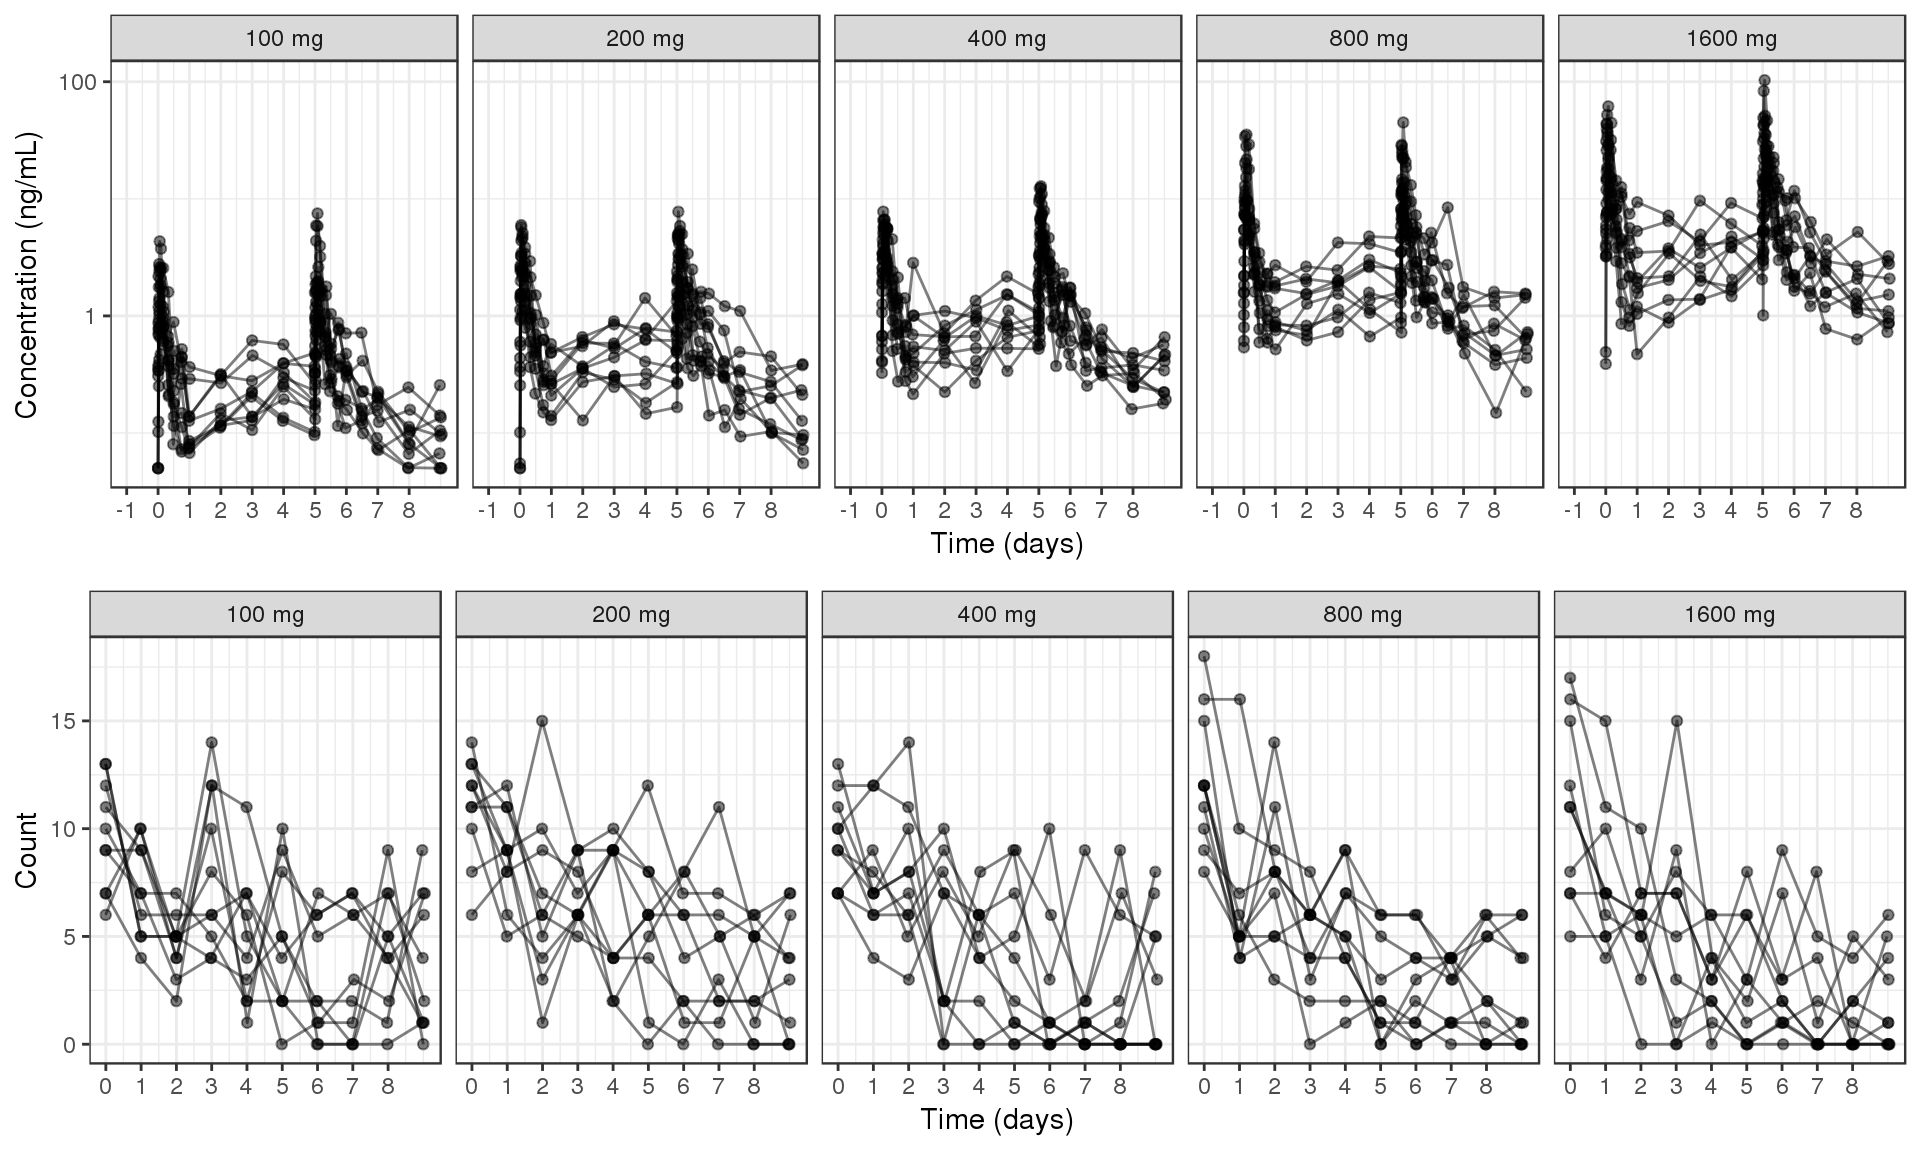 100 mg 200 mg 400 mg 800 mg 1600 mg
Concentration (ng/mL)
100
1
-1 0 1 2 3 4 5 6 7 8 -1 0 1 2 3 4 5 6 7 8 -1 0 1 2 3 4 5 6 7 8 -1 0 1 2 3 4 5 6 7 8 -1 0 1 2 3 4 5 6 7 8
Time (days)
100 mg 200 mg 400 mg 800 mg 1600 mg
Count
15
10
5
0
0 1 2 3 4 5 6 7 8 0 1 2 3 4 5 6 7 8 0 1 2 3 4 5 6 7 8 0 1 2 3 4 5 6 7 8 0 1 2 3 4 5 6 7 8
Time (days)